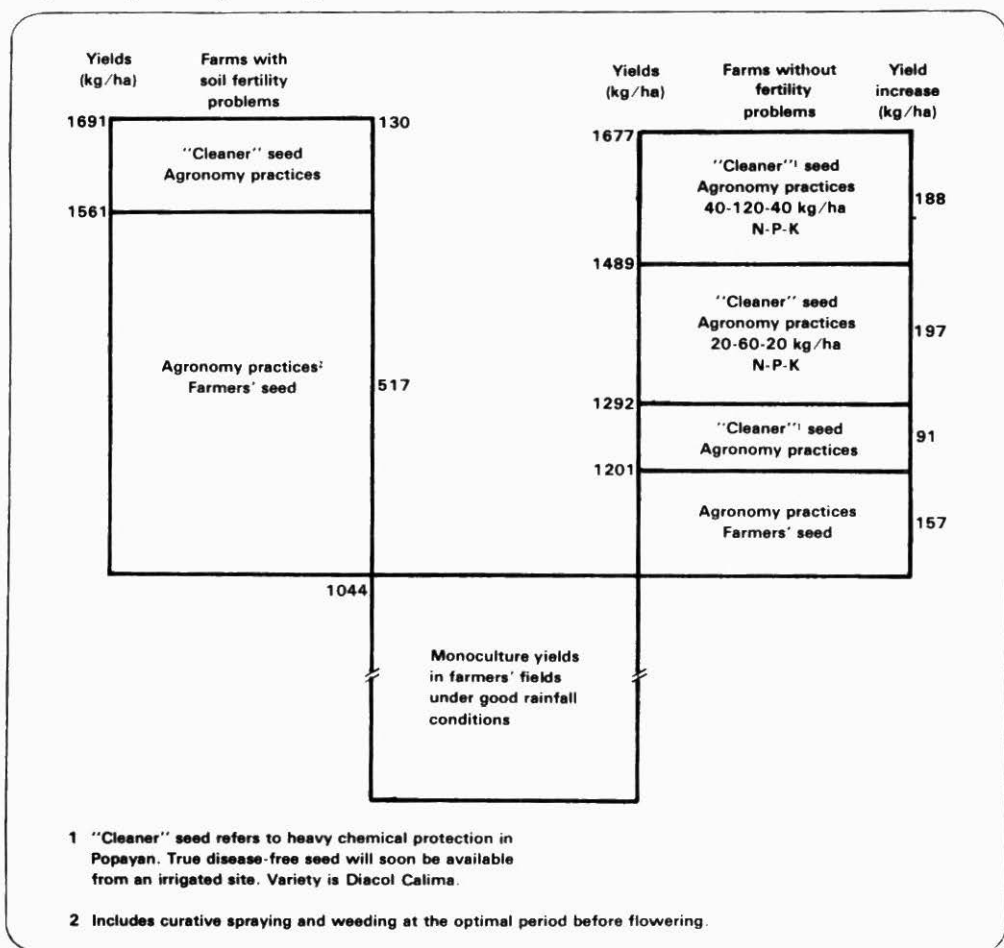 Yields
(kg/ha)
Farms with
soil fertility
problems
1691
130
"Cleaner" seed
Agronomy practices
1561
Agronomy practices²
Farmers' seed
517
1044
Yields
(kg/ha)
Farms without
fertility
problems
Yield
increase
(kg/ha)
1677
"Cleaner"¹ seed
Agronomy practices
40-120-40 kg/ha
N-P-K
188
1489
"Cleaner" seed
Agronomy practices
20-60-20 kg/ha
N-P-K
197
1292
"Cleaner"¹ seed
Agronomy practices
91
1201
Agronomy practices
Farmers' seed
157
Monoculture yields
in farmers' fields
under good rainfall
conditions
1 "Cleaner" seed refers to heavy chemical protection in
Popayan. True disease-free seed will soon be available
from an irrigated site. Variety is Diacol Calima.
2 Includes curative spraying and weeding at the optimal period before flowering.